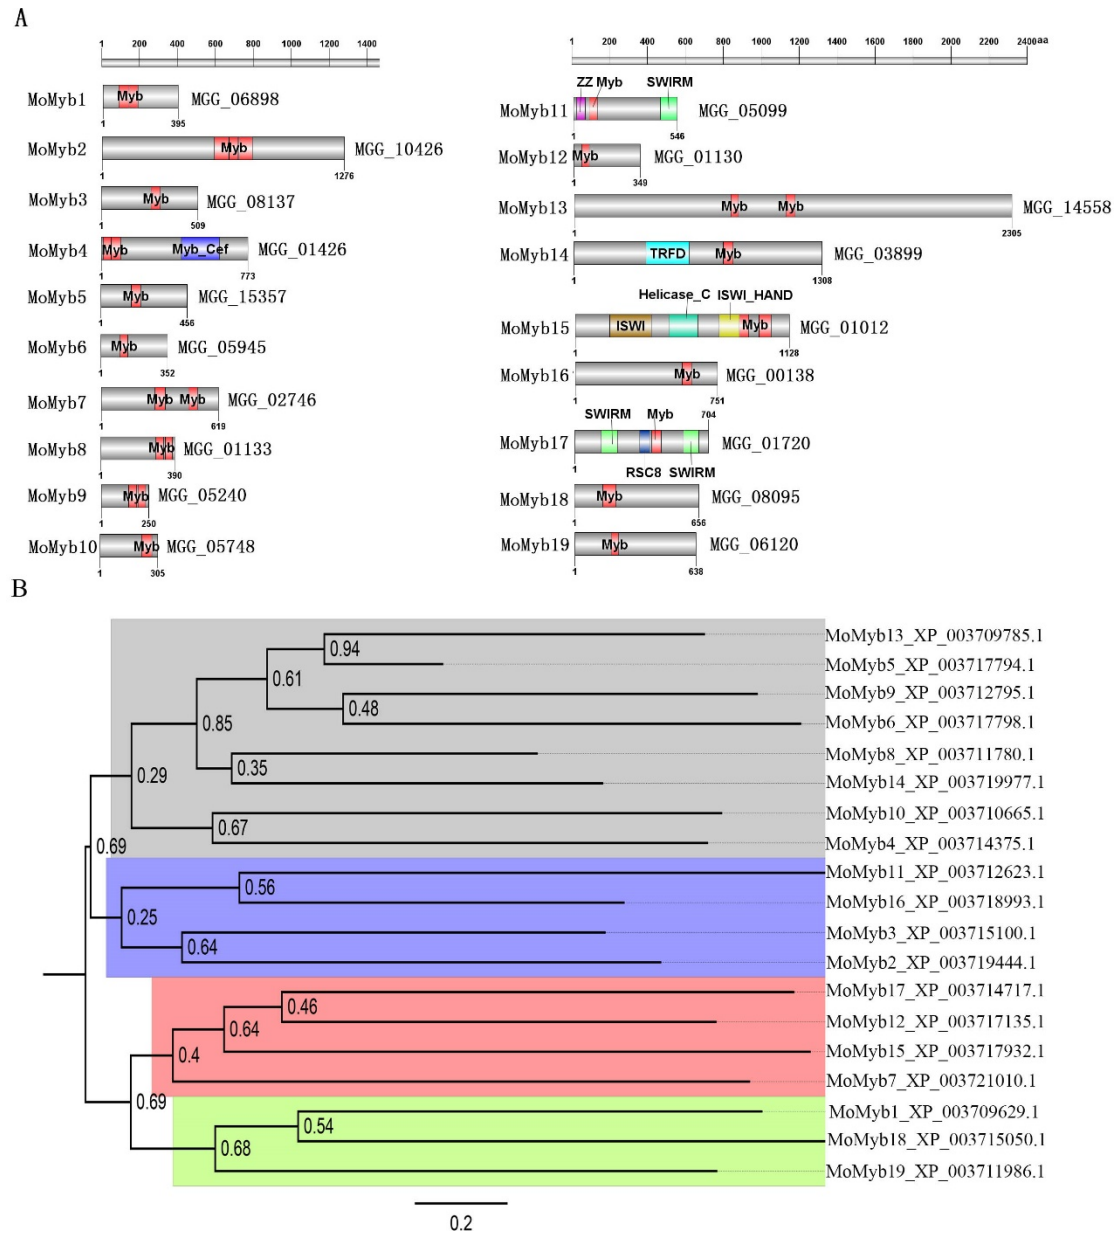 A
1 200 400 600 800 1000 1200 1400
MoMyb1 Myb MGG_06898
1 395
MoMyb2 Myb MGG_10426
1 1276
MoMyb3 Myb MGG_08137
1 509
MoMyb4 Myb Myb_Cef MGG_01426
1 773
MoMyb5 Myb MGG_15357
1 456
MoMyb6 Myb MGG_05945
1 352
MoMyb7 Myb Myb MGG_02746
1 619
MoMyb8 Myb MGG_01133
1 390
MoMyb9 Myb MGG_05240
1 250
MoMyb10 Myb MGG_05748
1 305
1 200 400 600 800 1000 1200 1400 1600 1800 2000 2200 2400aa
ZZ Myb SWIRM
MoMyb11 MGG_05099
1 546
MoMyb12 Myb MGG_01130
1 349
MoMyb13 Myb Myb MGG_14558
1 2305
MoMyb14 TRFD Myb MGG_03899
1 1308
Helicase_C ISWI_HAND
MoMyb15 ISWI Myb MGG_01012
1 1128
MoMyb16 Myb MGG_00138
1 751
SWIRM Myb 704
MoMyb17 MGG_01720
1 RSC8 SWIRM
MoMyb18 Myb MGG_08095
1 656
MoMyb19 Myb MGG_06120
1 638
B
MoMyb13_XP_003709785.1
0.94
MoMyb5_XP_003717794.1
0.61
MoMyb9_XP_003712795.1
0.48
MoMyb6_XP_003717798.1
0.85
MoMyb8_XP_003711780.1
0.35
MoMyb14_XP_003719977.1
0.29
MoMyb10_XP_003710665.1
0.67
MoMyb4_XP_003714375.1
0.69
MoMyb11_XP_003712623.1
0.56
MoMyb16_XP_003718993.1
0.25
MoMyb3_XP_003715100.1
0.64
MoMyb2_XP_003719444.1
MoMyb17_XP_003714717.1
0.46
MoMyb12_XP_003717135.1
0.64
MoMyb15_XP_003717932.1
0.4
MoMyb7_XP_003721010.1
0.69
MoMyb1_XP_003709629.1
0.54
MoMyb18_XP_003715050.1
0.68
MoMyb19_XP_003711986.1
0.2